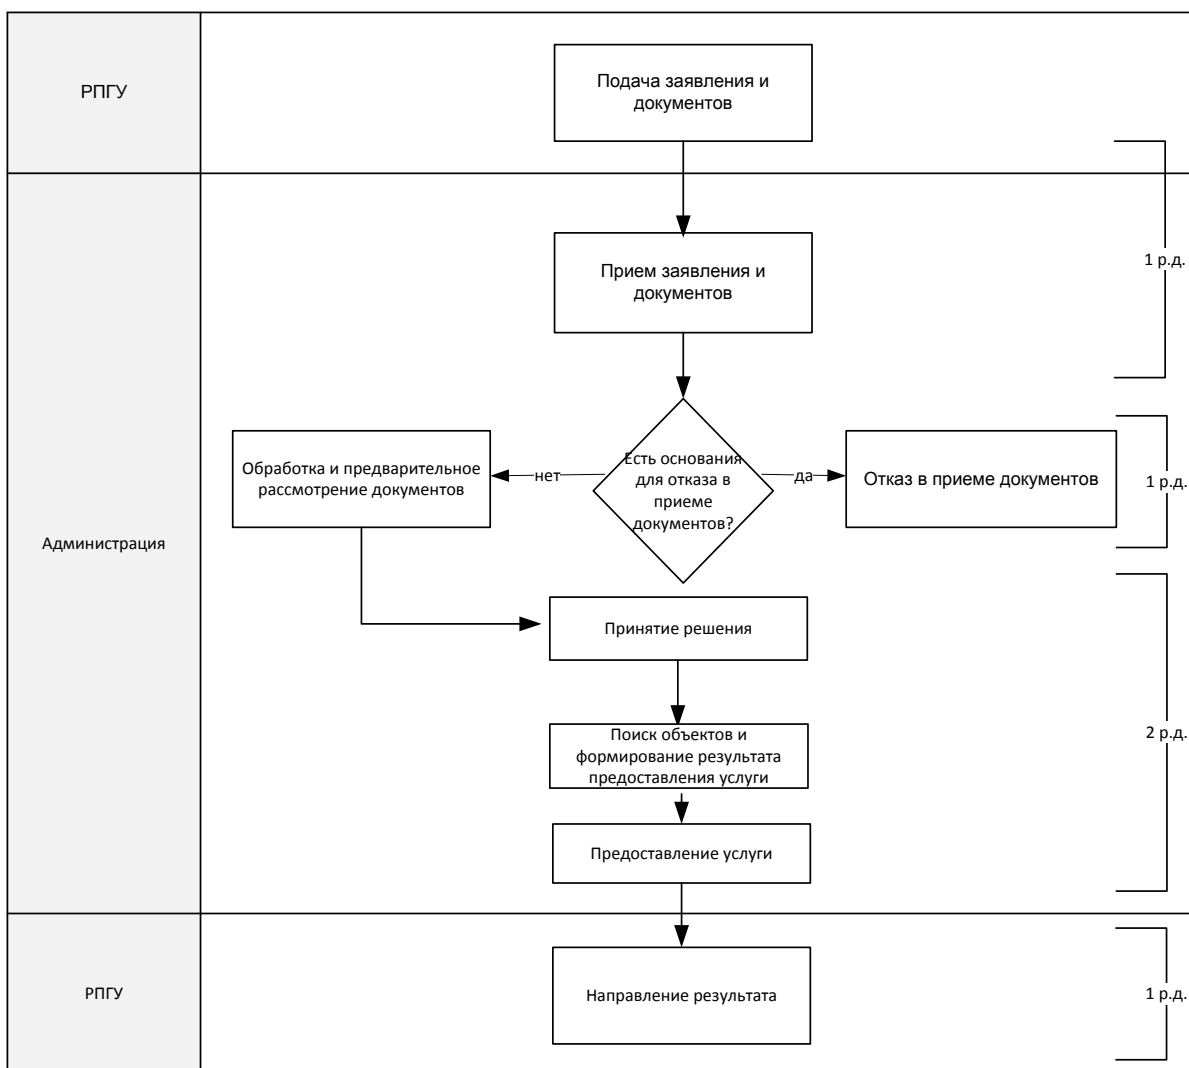 РПГУ
Подача заявления и
документов
Прием заявления и
документов
1 р.д.
Администрация
Обработка и предварительное
рассмотрение документов
нет
Есть основания
для отказа в
приеме
документов?
да
Отказ в приеме документов
1 р.д.
Принятие решения
Поиск объектов и
формирование результата
предоставления услуги
Предоставление услуги
2 р.д.
РПГУ
Направление результата
1 р.д.